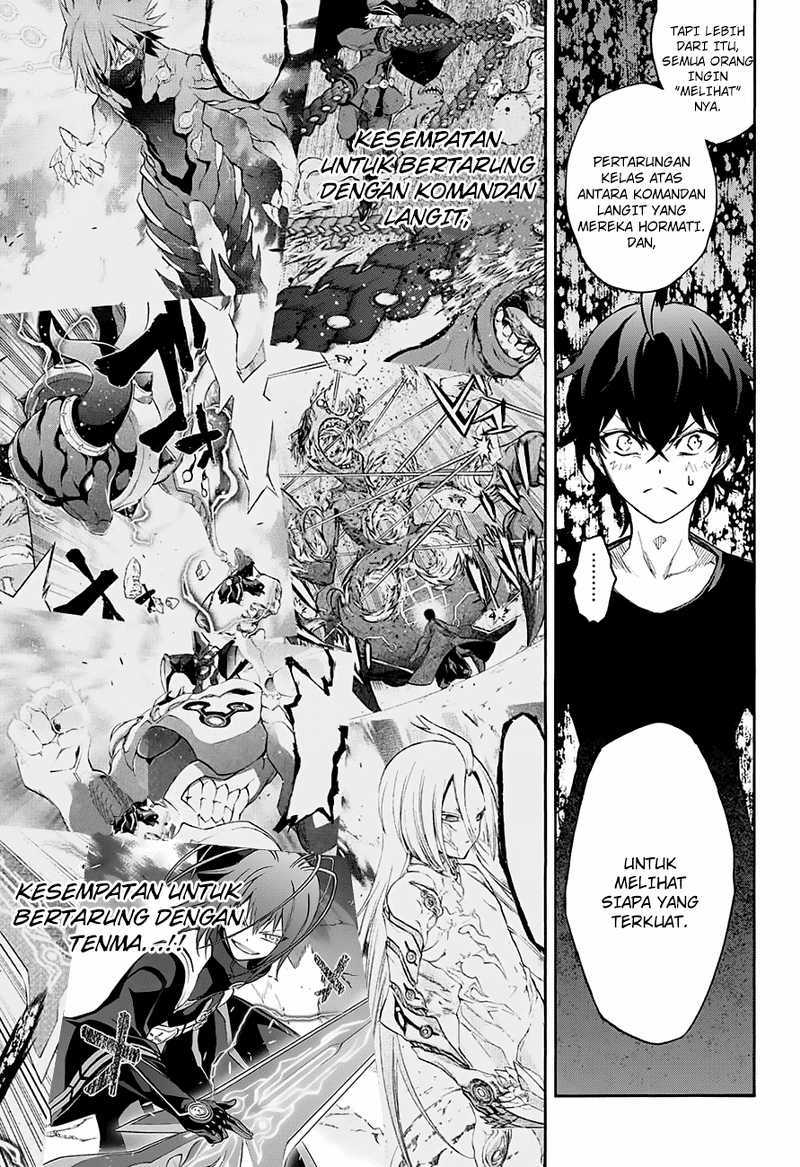 TAPI LEBIH
DARI ITU,
SEMUA ORANG
INGIN
"MELIHAT"
NYA.
PERTARUNGAN
KELAS ATAS
ANTARA KOMANDAN
LANGIT YANG
MEREKA HORMATI.
DAN,
........
UNTUK
MELIHAT
SIAPA YANG
TERKUAT.
KESEMPATAN
UNTUK BERTARUNG
DENGAN KOMANDAN
LANGIT,
KESEMPATAN UNTUK
BERTARUNG DENGAN
TENMA...!!